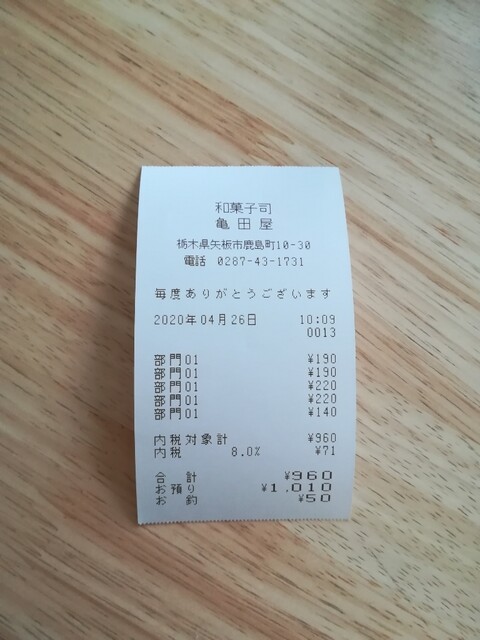 和菓子司
亀田屋
栃木県矢板市鹿島町10-30
電話 0287-43-1731
毎度ありがとうございます
2020年04月26日 10:09
0013
部門01 ¥190
部門01 ¥190
部門01 ¥220
部門01 ¥220
部門01 ¥140
内税対象計 ¥960
内税 8.0% ¥71
合 計 ¥960
お預り ¥1,010
お 釣 ¥50